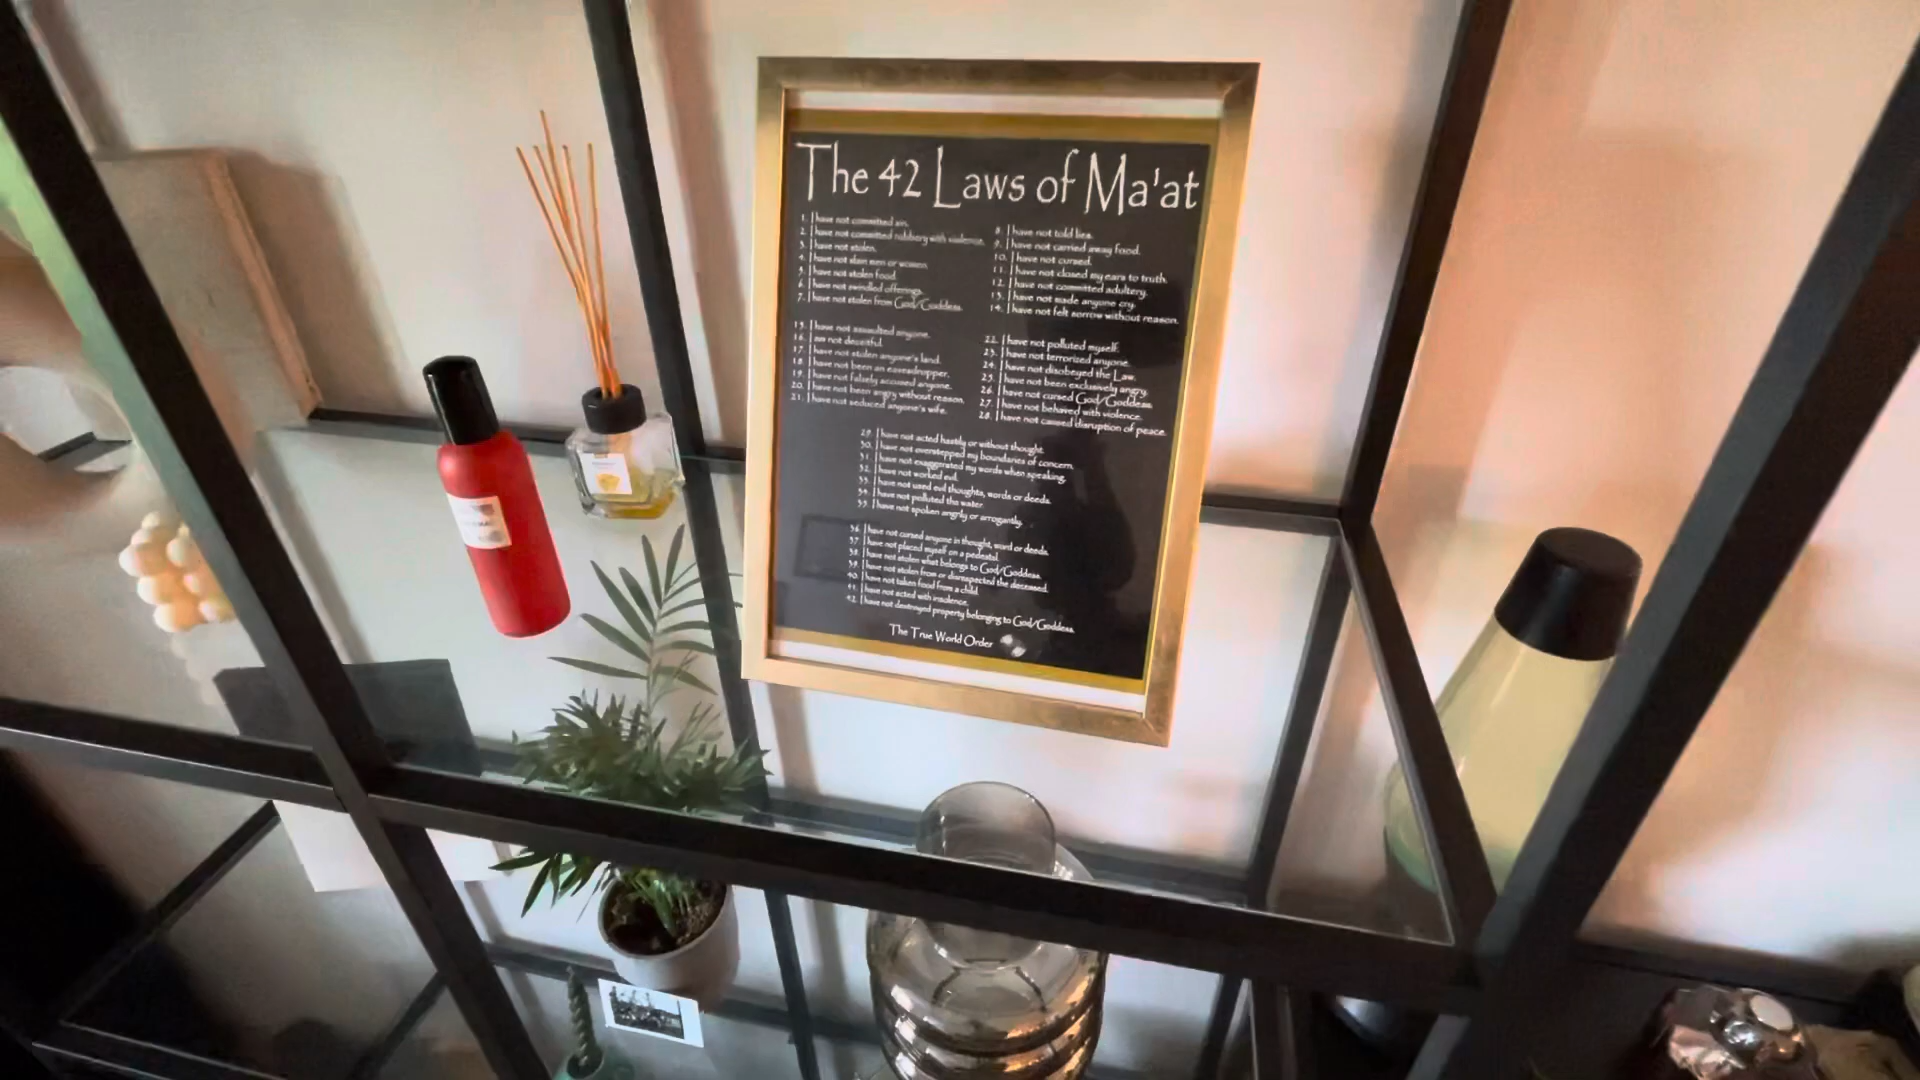 The 42 Laws of Ma'at
1. I have not committed sin.
2. I have not committed robbery with violence.
3. I have not stolen.
4. I have not slain men or women.
5. I have not stolen food.
6. I have not swindled offerings.
7. I have not stolen from God/Goddess.
8. I have not told lies.
9. I have not carried away food.
10. I have not cursed.
11. I have not closed my ears to truth.
12. I have not committed adultery.
13. I have not made anyone cry.
14. I have not felt sorrow without reason.
15. I have not assaulted anyone.
16. I am not deceitful.
17. I have not stolen anyone's land.
18. I have not been an eavesdropper.
19. I have not falsely accused anyone.
20. I have not been angry without reason.
21. I have not seduced anyone's wife.
22. I have not polluted myself.
23. I have not terrorized anyone.
24. I have not disobeyed the Law.
25. I have not been exclusively angry.
26. I have not cursed God/Goddess.
27. I have not behaved with violence.
28. I have not caused disruption of peace.
29. I have not acted hastily or without thought.
30. I have not overstepped my boundaries of concern.
31. I have not exaggerated my words when speaking.
32. I have not worked evil.
33. I have not used evil thoughts, words or deeds.
34. I have not polluted the water.
35. I have not spoken angrily or arrogantly.
36. I have not cursed anyone in thought, word or deeds.
37. I have not placed myself on a pedestal.
38. I have not stolen what belongs to God/Goddess.
39. I have not stolen from or disrespected the deceased.
40. I have not taken food from a child.
41. I have not acted with insolence.
42. I have not destroyed property belonging to God/Goddess.
The True World Order